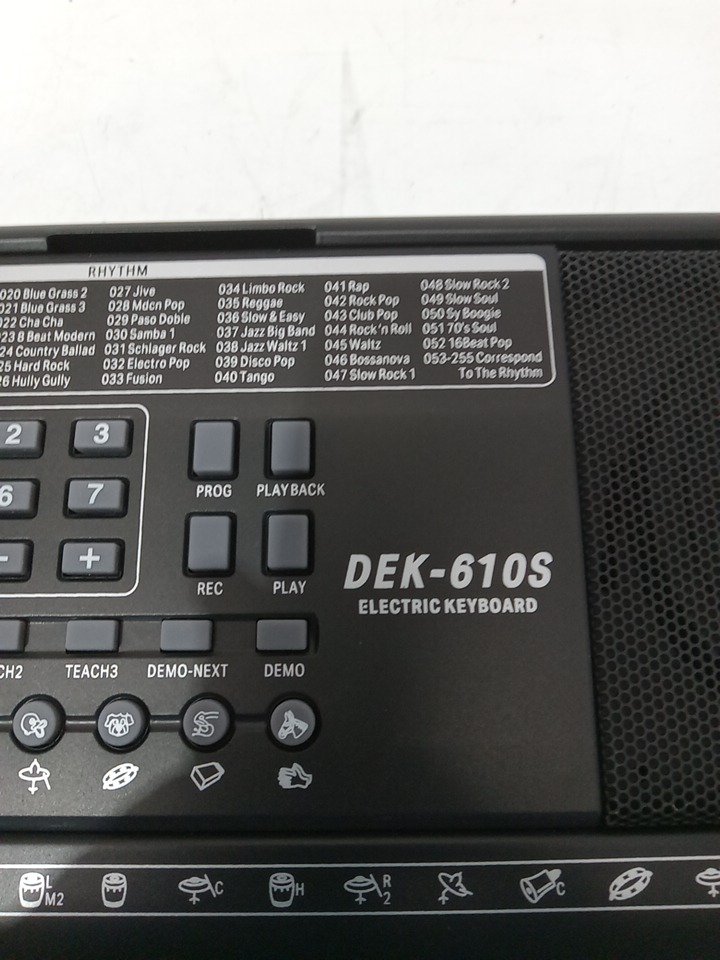 RHYTHM
020 Blue Grass 2
021 Blue Grass 3
022 Cha Cha
023 8 Beat Modern
24 Country Ballad
25 Hard Rock
26 Hully Gully
027 Jive
028 Mdcn Pop
029 Paso Doble
030 Samba 1
031 Schlager Rock
032 Electro Pop
033 Fusion
034 Limbo Rock
035 Reggae
036 Slow & Easy
037 Jazz Big Band
038 Jazz Waltz 1
039 Disco Pop
040 Tango
041 Rap
042 Rock Pop
043 Club Pop
044 Rock'n Roll
045 Waltz
046 Bossanova
047 Slow Rock 1
048 Slow Rock 2
049 Slow Soul
050 Sy Boogie
051 70's Soul
052 16Beat Pop
053-255 Correspond
To The Rhythm
2 3
6 7
- +
PROG PLAYBACK
REC PLAY
DEK-610S
ELECTRIC KEYBOARD
CH2 TEACH3 DEMO-NEXT DEMO
L
M2
C
H
R
2
C